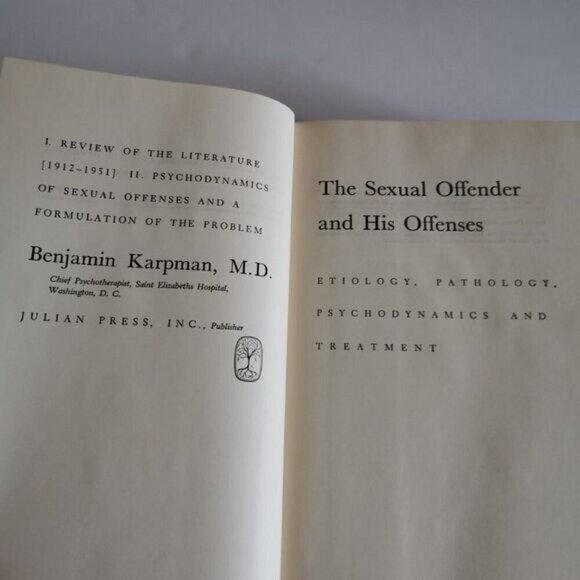 I. REVIEW OF THE LITERATURE
[1912–1951] II. PSYCHODYNAMICS
OF SEXUAL OFFENSES AND A
FORMULATION OF THE PROBLEM
Benjamin Karpman, M.D.
Chief Psychotherapist, Saint Elizabeths Hospital,
Washington, D. C.
JULIAN PRESS, INC., Publisher
The Sexual Offender
and His Offenses
ETIOLOGY, PATHOLOGY,
PSYCHODYNAMICS AND
TREATMENT